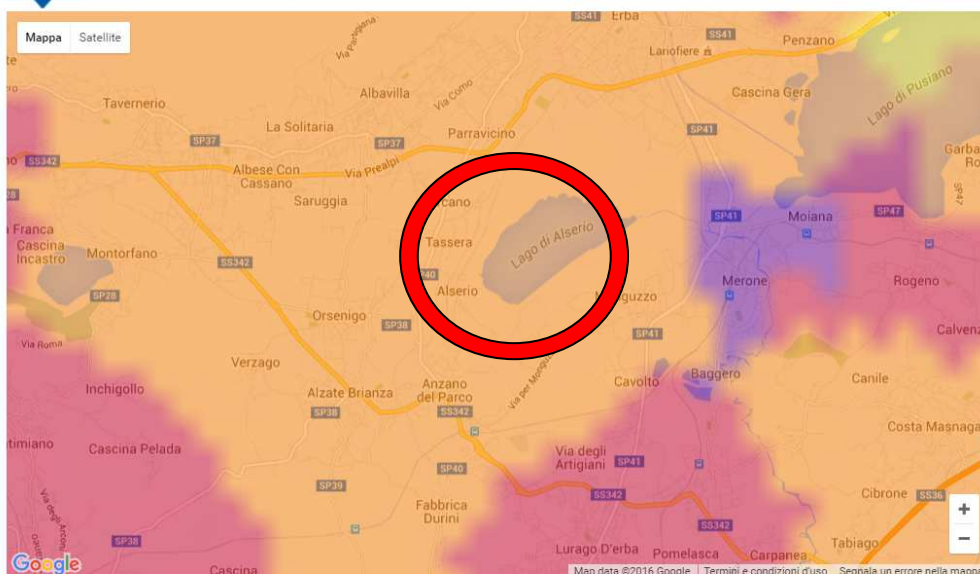 Mappa Satellite
SS41 Erba
Via Partigiana
SS41
Penzano
Lariofiere
Cascina Gera
Lago di Pusiano
Tavernerio
Albavilla
Via Como
La Solitaria
SP37
SP37
Parravicino
SP41
SS342
Albese Con
Cassano
Via Prealpi
Saruggia
Tassera
Lago di Alserio
SP41
Moiana
SP47
SP47
Franca
Cascina
Incastro
Montorfano
SS342
SP28
Alserio
Merone
Rogeno
Orsenigo
SP38
SP41
Via Roma
Verzago
Inchigollo
Alzate Brianza
SP38
Anzano
del Parco
SS342
Cavolto
Baggero
Canile
Costa Masnaga
Cascina Pelada
Via degli
Artigiani
SP41
SP40
SP39
SS342
Cibrone
SS36
Fabbrica
Durini
SS342
SP38
Tabiago
Lurago D'erba
Pomelasca
Carpanea
Cascina
Google
Map data ©2016 Google
Termini e condizioni d'uso
Segnala un errore nella mappa
+
−